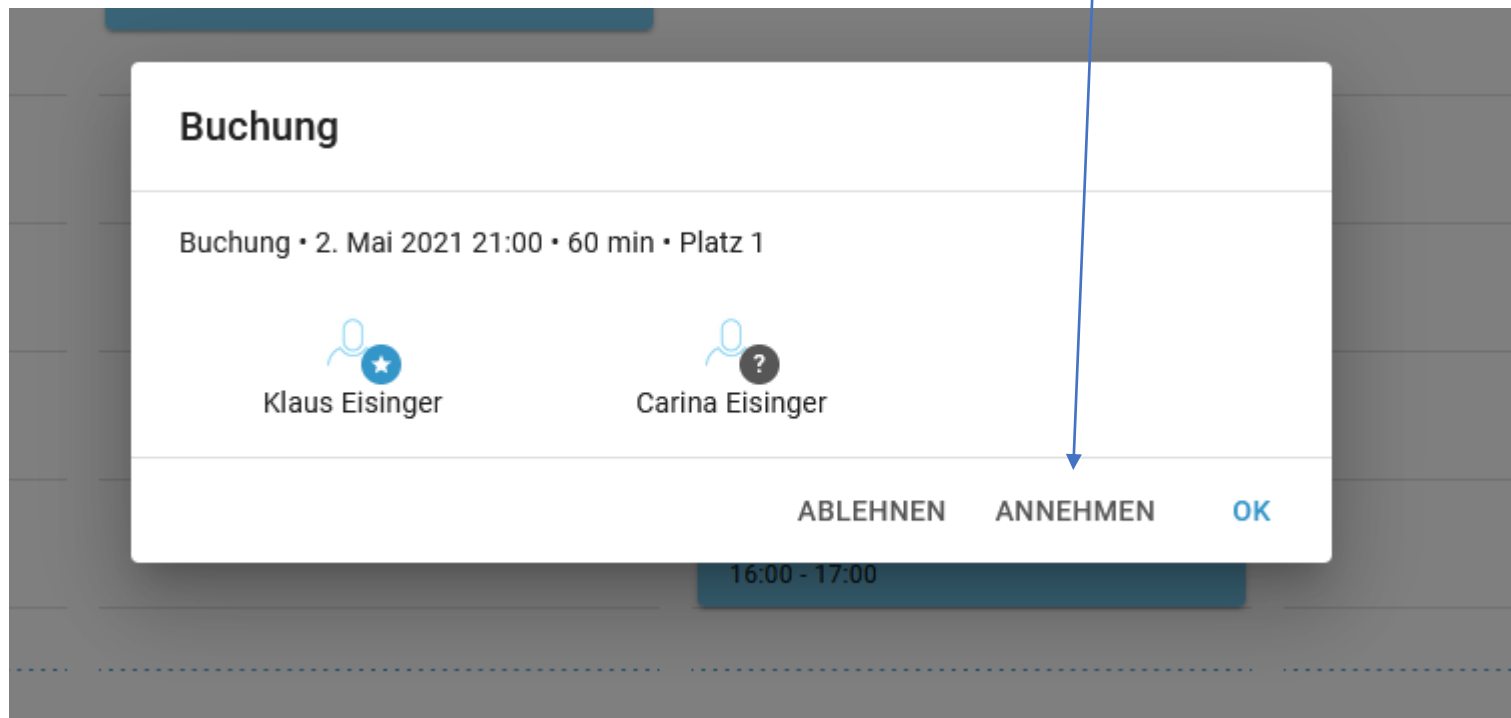 Buchung
Buchung • 2. Mai 2021 21:00 • 60 min • Platz 1
?
Klaus Eisinger
Carina Eisinger
ABLEHNEN ANNEHMEN OK
16:00 - 17:00